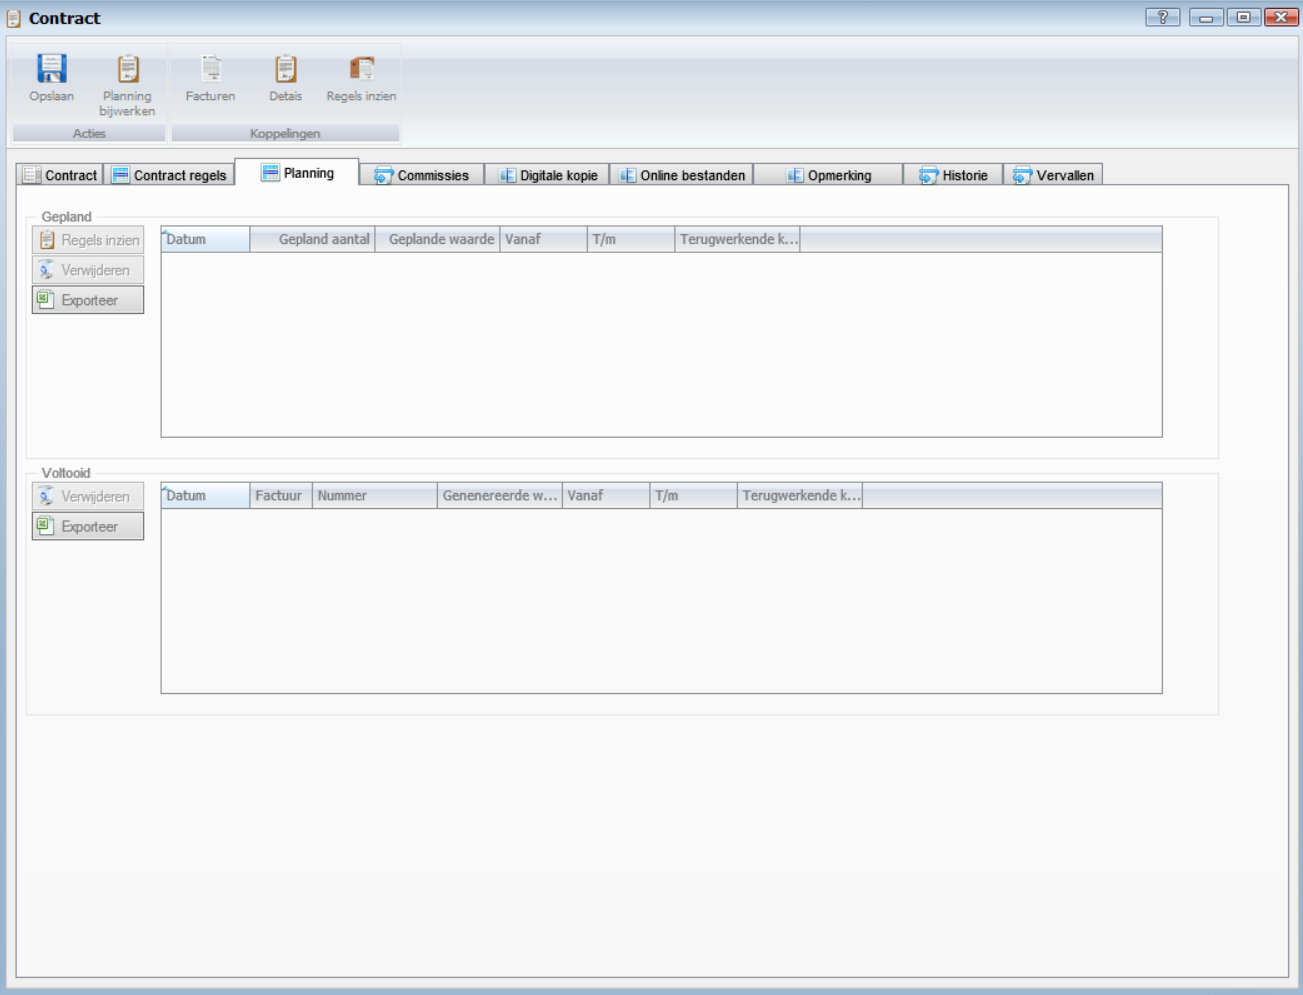 Contract
Opslaan
Planning bijwerken
Facturen
Detais
Regels inzien
Acties
Koppelingen
Contract
Contract regels
Planning
Commissies
Digitale kopie
Online bestanden
Opmerking
Historie
Vervallen
Gepland
Regels inzien
Verwijderen
Exporteer
Datum
Gepland aantal
Geplande waarde
Vanaf
T/m
Terugwerkende k...
Voltooid
Verwijderen
Exporteer
Datum
Factuur
Nummer
Genenereerde w...
Vanaf
T/m
Terugwerkende k...